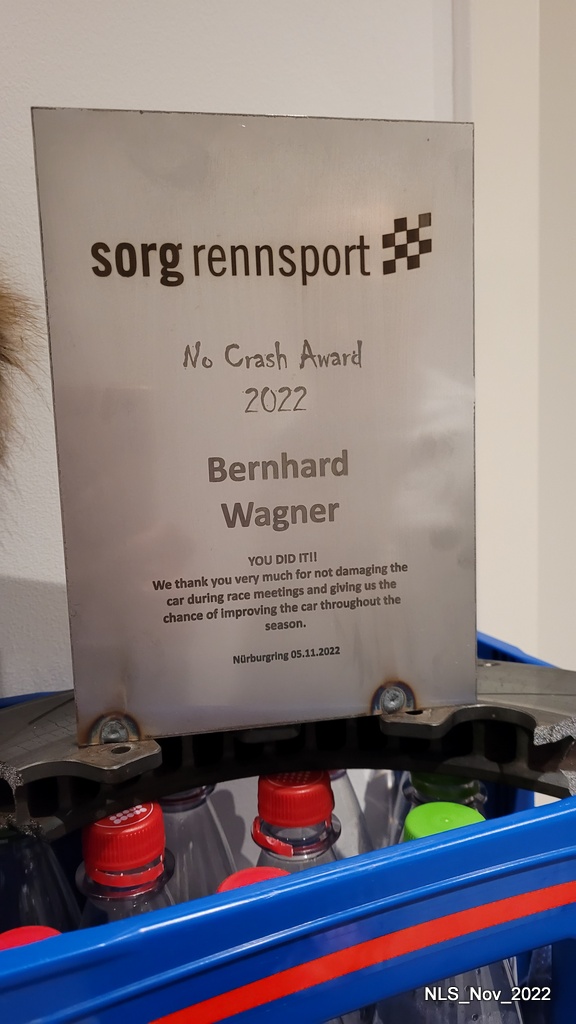 sorg rennsport
No Crash Award
2022
Bernhard
Wagner
YOU DID IT!!
We thank you very much for not damaging the
car during race meetings and giving us the
chance of improving the car throughout the
season.
Nürburgring 05.11.2022
NLS_Nov_2022